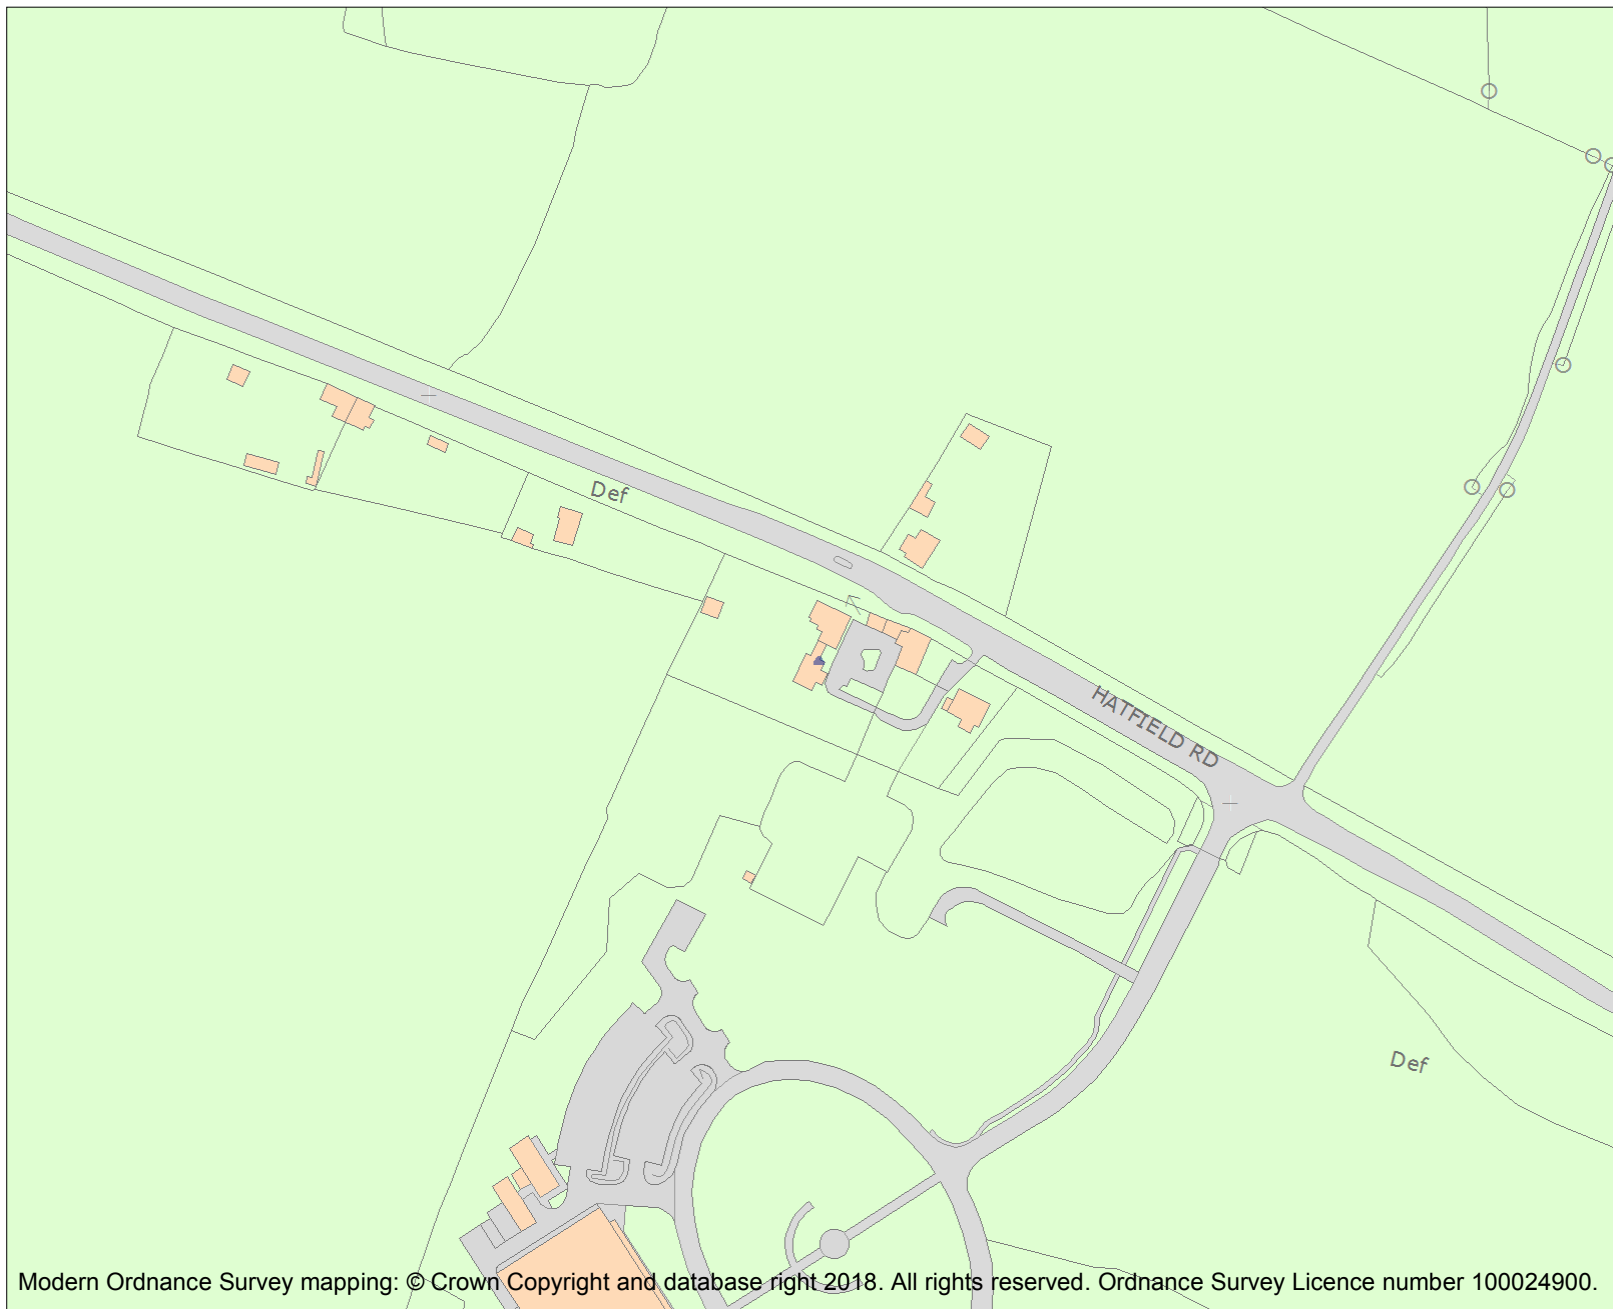 Def
HATFIELD RD
Def
Modern Ordnance Survey mapping: © Crown Copyright and database right 2018. All rights reserved. Ordnance Survey Licence number 100024900.